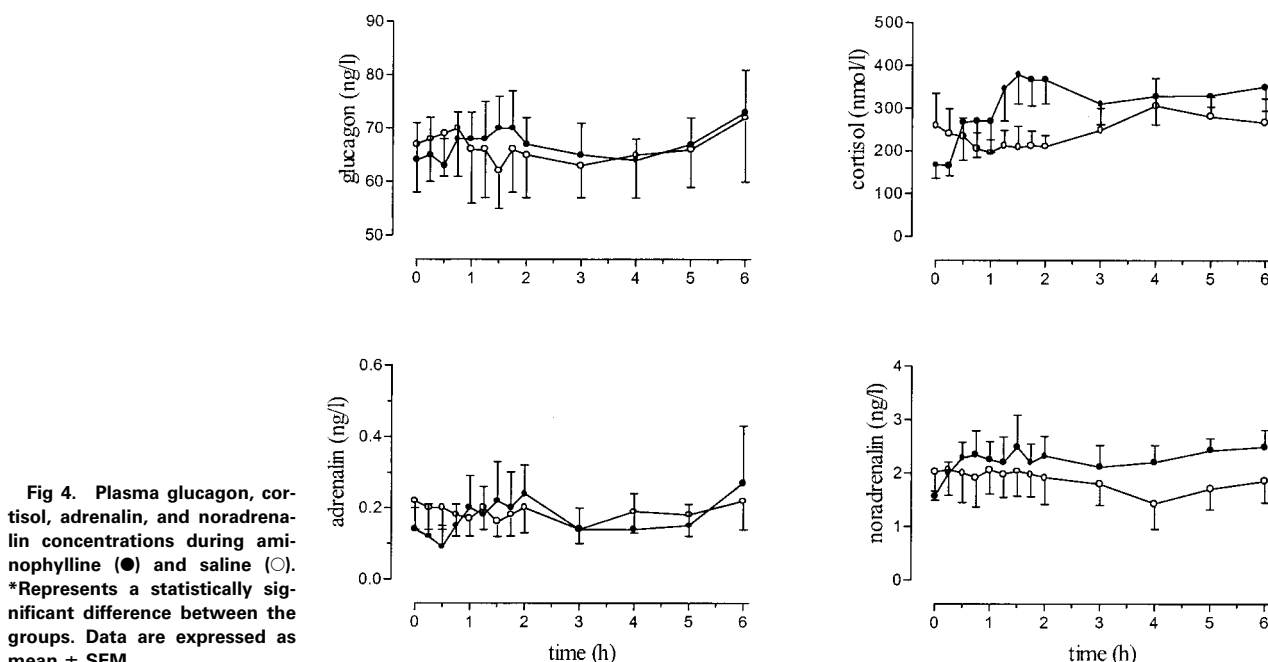 90
80
70
60
50
glucagon (ng/l)
0 1 2 3 4 5 6
500
400
300
200
100
0
cortisol (nmol/l)
0 1 2 3 4 5 6
0.6
0.4
0.2
0.0
adrenalin (ng/l)
0 1 2 3 4 5 6
time (h)
4
3
2
1
0
noradrenalin (ng/l)
0 1 2 3 4 5 6
time (h)
Fig 4. Plasma glucagon, cor-
tisol, adrenalin, and noradrena-
lin concentrations during ami-
nophylline (●) and saline (○).
*Represents a statistically sig-
nificant difference between the
groups. Data are expressed as
mean ± SEM